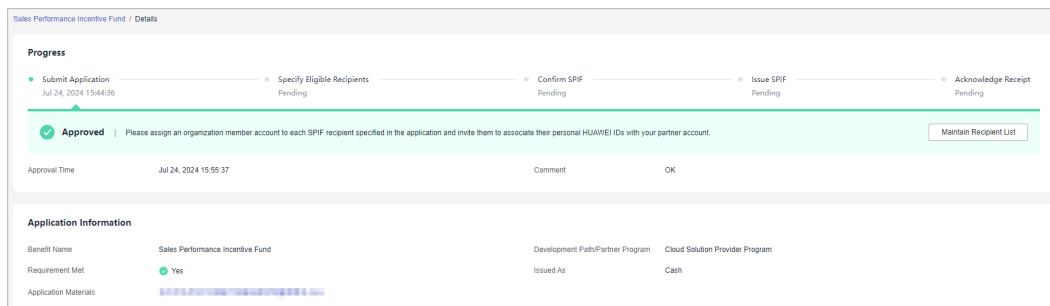 Sales Performance Incentive Fund / Details
Progress
Submit Application Specify Eligible Recipients Confirm SPIF Issue SPIF Acknowledge Receipt
Jul 24, 2024 15:44:36 Pending Pending Pending Pending
Approved | Please assign an organization member account to each SPIF recipient specified in the application and invite them to associate their personal HUAWEI IDs with your partner account. Maintain Recipient List
Approval Time Jul 24, 2024 15:55:37 Comment OK
Application Information
Benefit Name Sales Performance Incentive Fund Development Path/Partner Program Cloud Solution Provider Program
Requirement Met Yes Issued As Cash
Application Materials